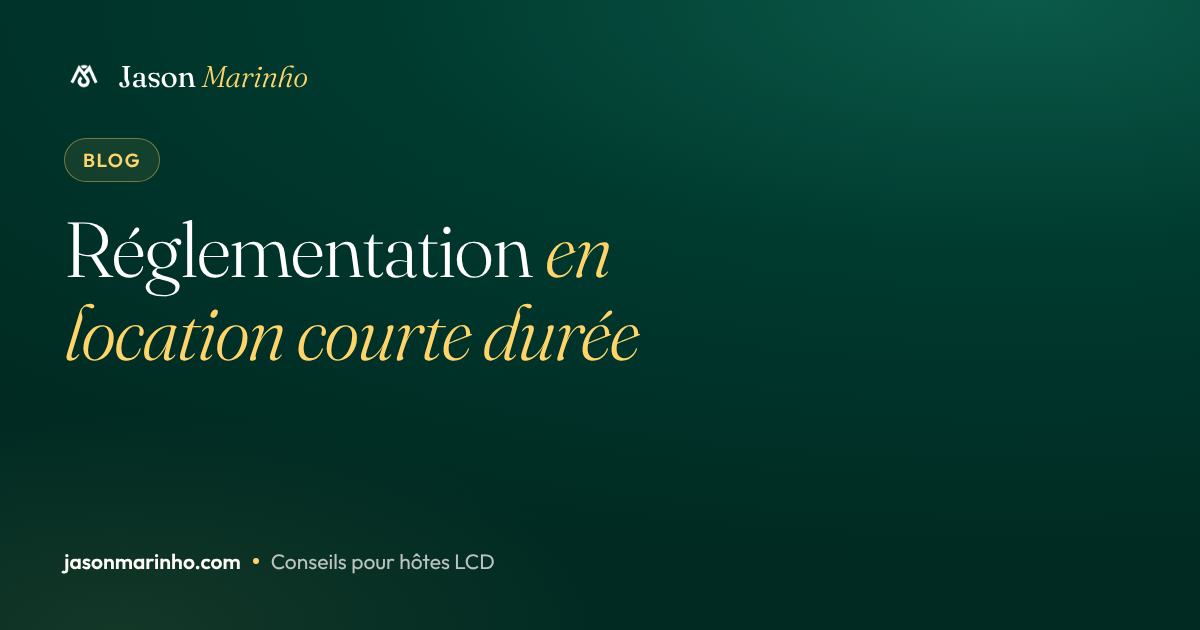 Jason Marinho
BLOG
Réglementation en
location courte durée
jasonmarinho.com • Conseils pour hôtes LCD